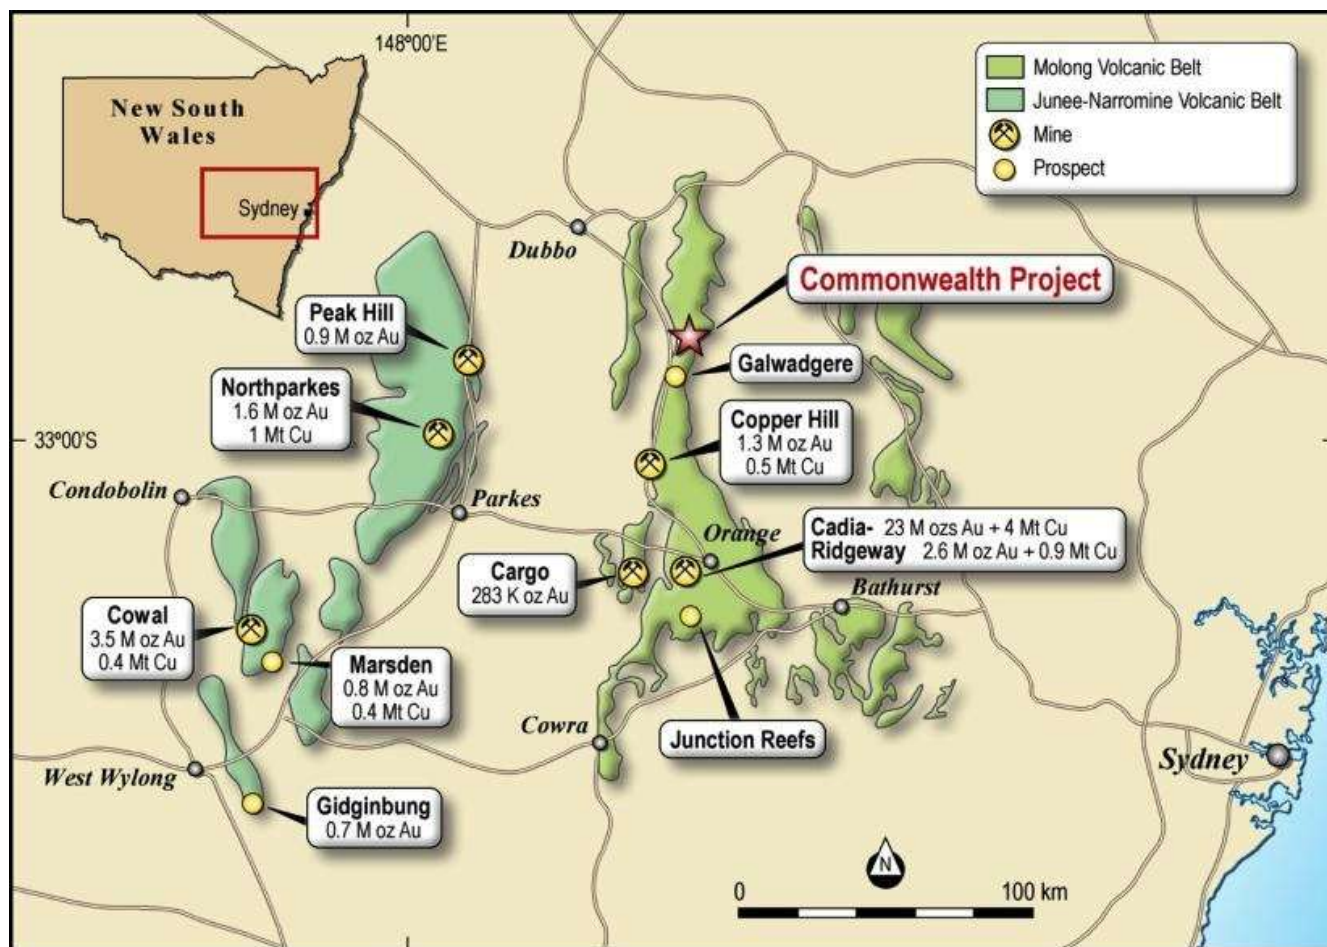 148º00'E
New South
Wales
Sydney
Molong Volcanic Belt
Junee-Narromine Volcanic Belt
Mine
Prospect
Dubbo
Commonwealth Project
Peak Hill
0.9 M oz Au
Galwadgere
Northparkes
1.6 M oz Au
1 Mt Cu
Copper Hill
1.3 M oz Au
0.5 Mt Cu
33º00'S
Condobolin
Parkes
Orange
Cadia- 23 M ozs Au + 4 Mt Cu
Ridgeway 2.6 M oz Au + 0.9 Mt Cu
Cargo
283 K oz Au
Bathurst
Cowal
3.5 M oz Au
0.4 Mt Cu
Marsden
0.8 M oz Au
0.4 Mt Cu
Cowra
Junction Reefs
Sydney
West Wylong
Gidginbung
0.7 M oz Au
N
0 100 km